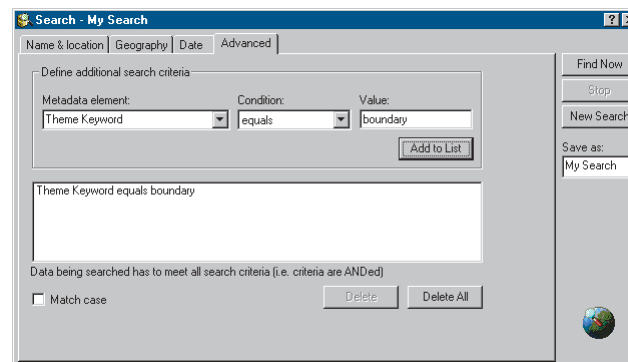 Search - My Search
Name & location Geography Date Advanced
Define additional search criteria
Metadata element: Condition: Value:
Theme Keyword equals boundary
Add to List
Theme Keyword equals boundary
Data being searched has to meet all search criteria (i.e. criteria are ANDed)
Match case
Delete Delete All
Find Now
Stop
New Search
Save as:
My Search